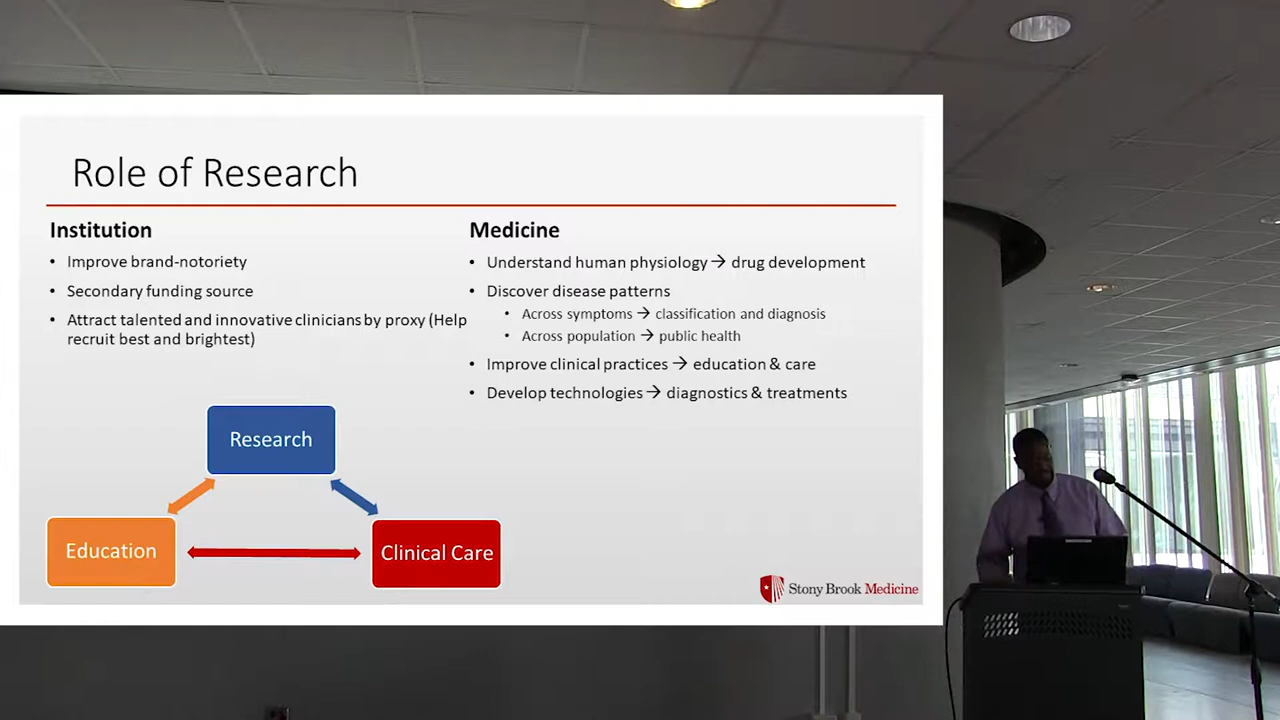 Role of Research
Institution
• Improve brand-notoriety
• Secondary funding source
• Attract talented and innovative clinicians by proxy (Help
recruit best and brightest)
Medicine
• Understand human physiology → drug development
• Discover disease patterns
• Across symptoms → classification and diagnosis
• Across population → public health
• Improve clinical practices → education & care
• Develop technologies → diagnostics & treatments
Research
Education
Clinical Care
Stony Brook Medicine